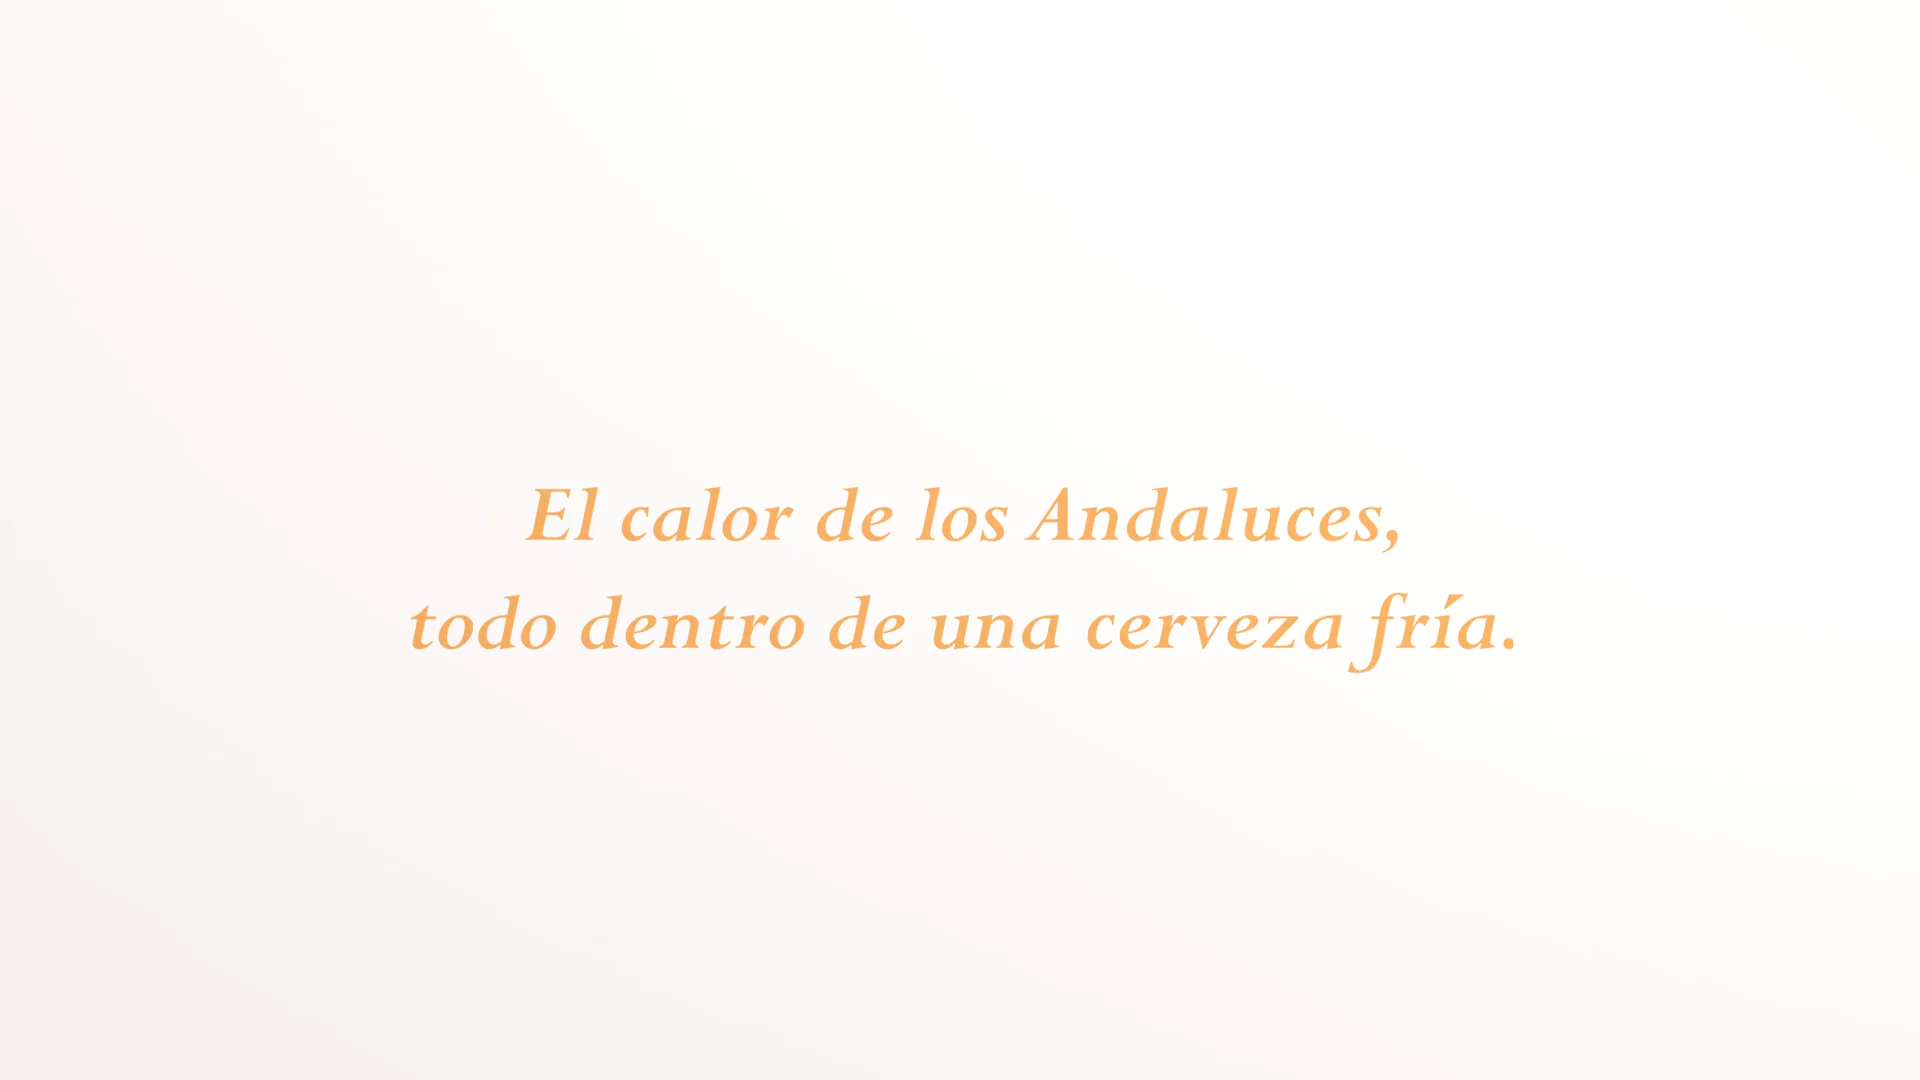 El calor de los Andaluces,
todo dentro de una cerveza fría.